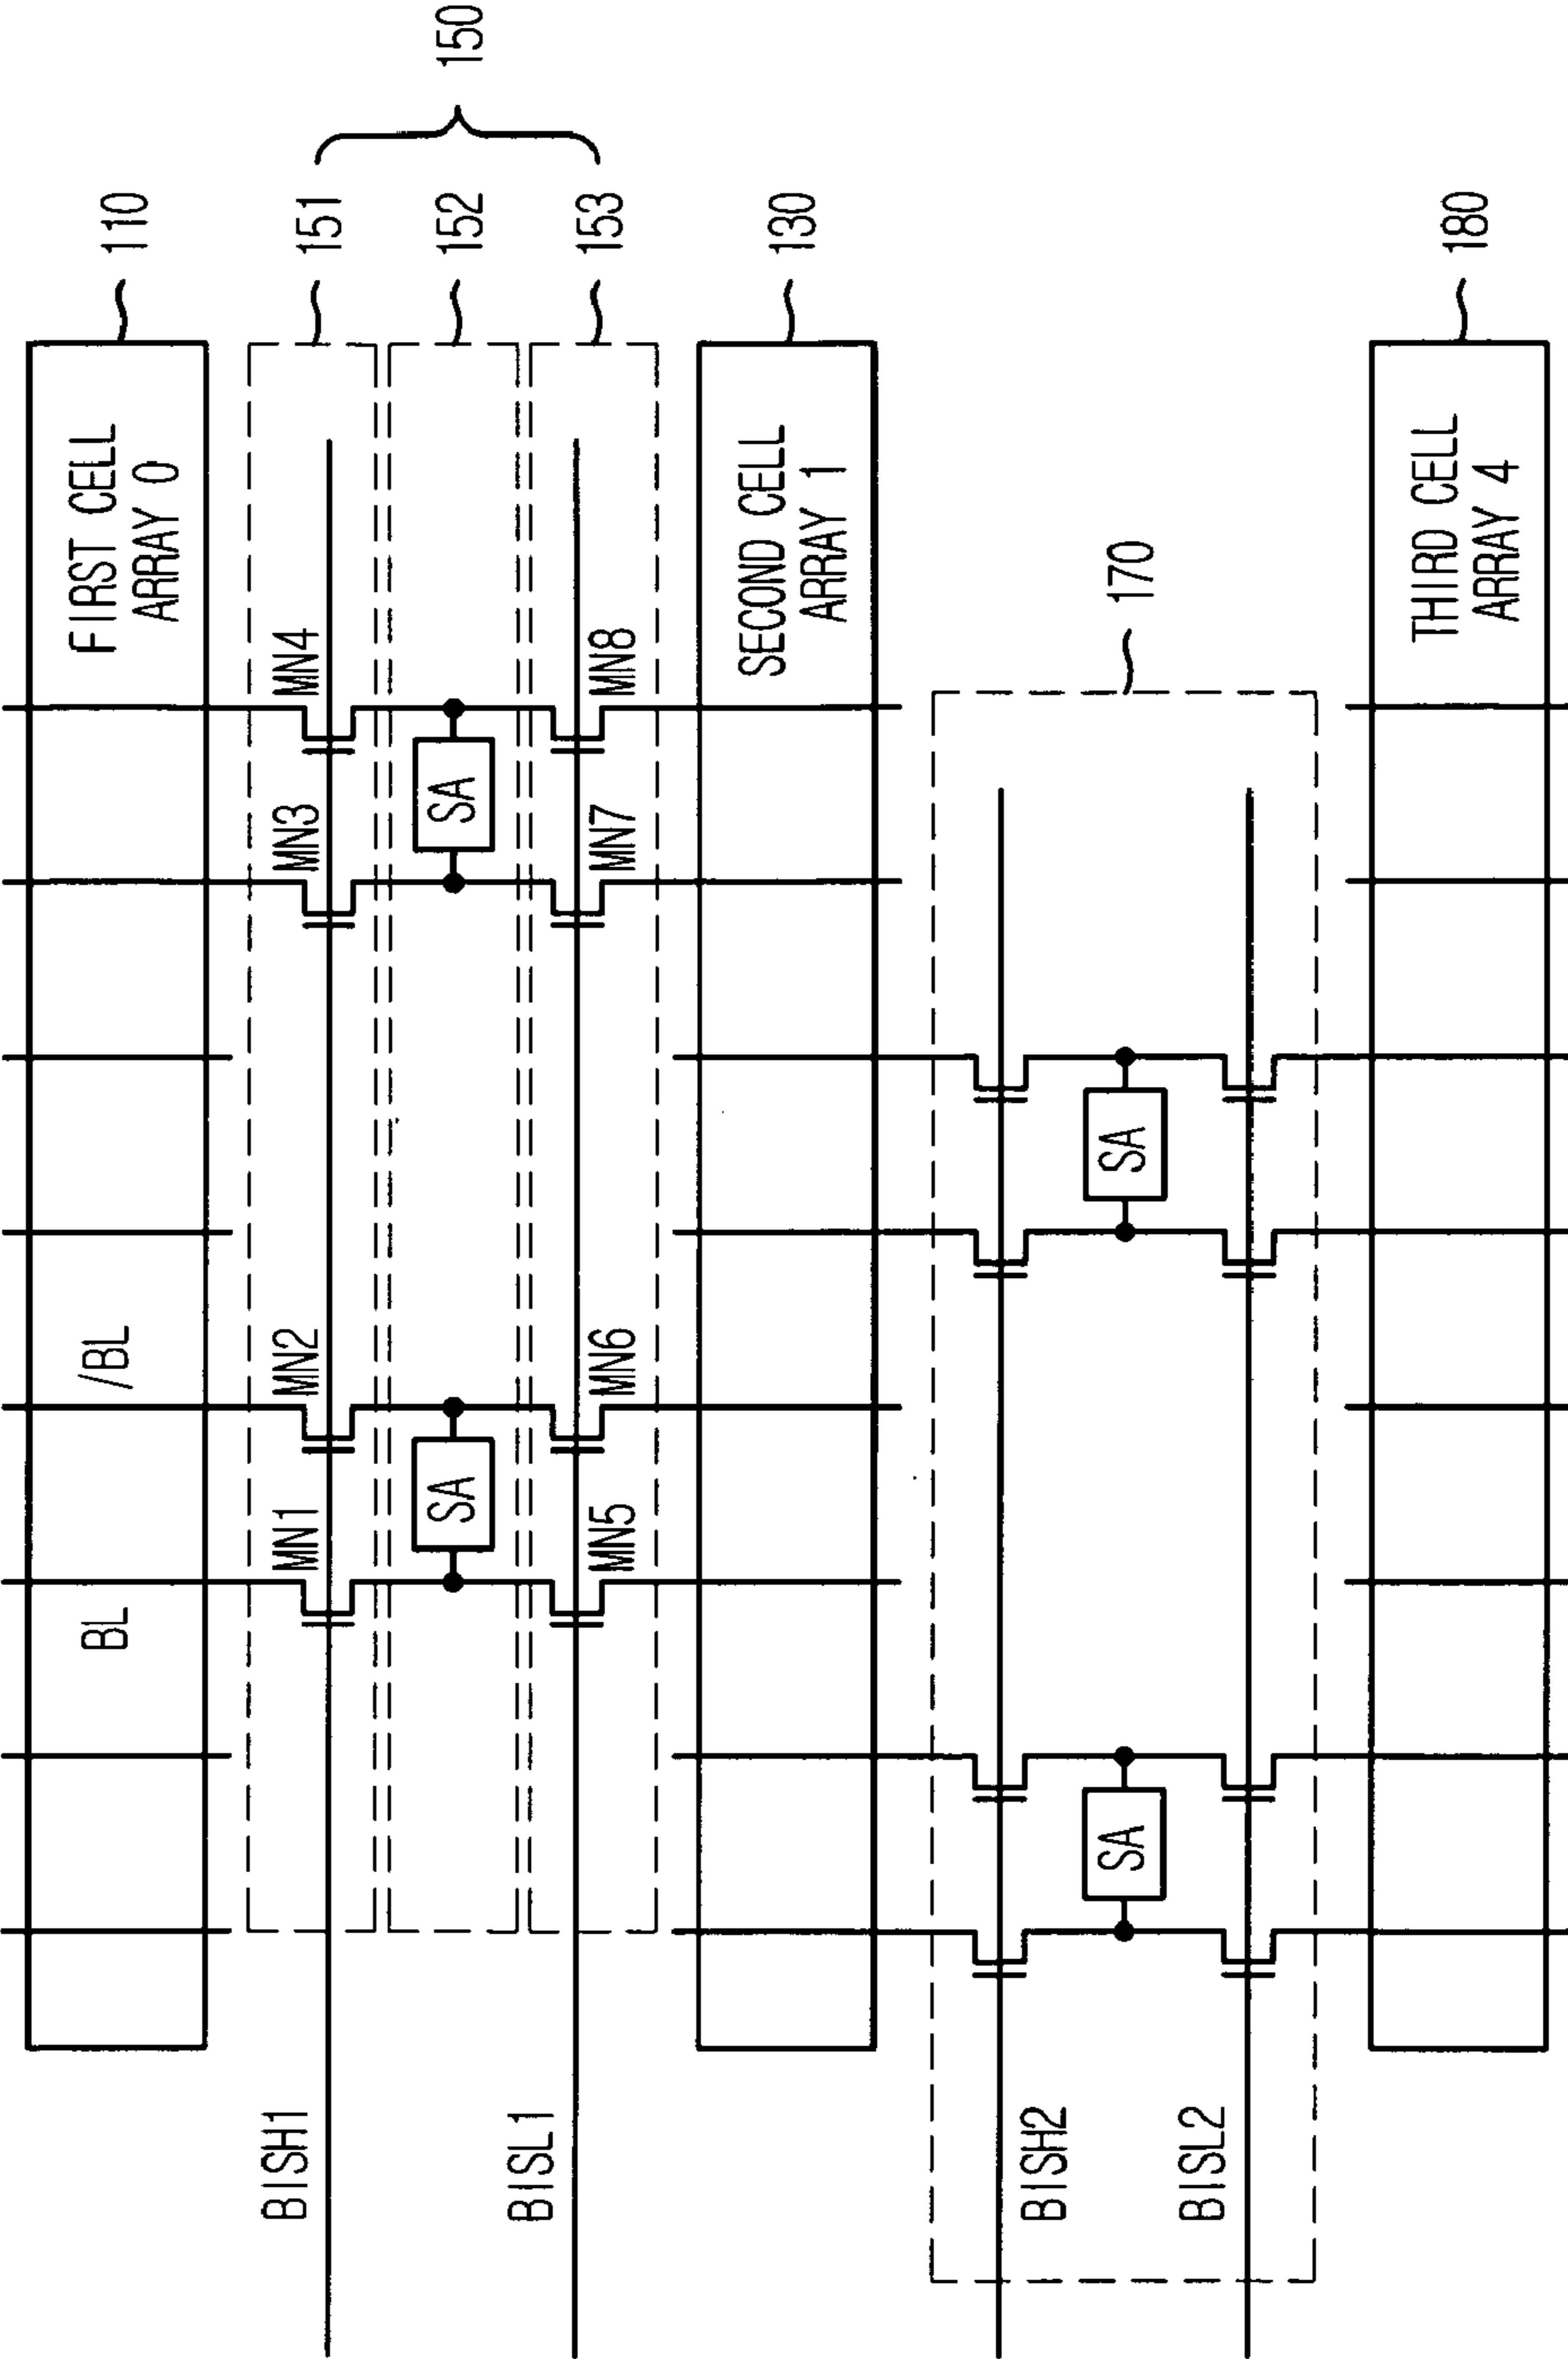 110
151
152
153
150
130
180
FIRST CELL
ARRAY 0
MN4
MN8
SECOND CELL
ARRAY 1
170
THIRD CELL
ARRAY 4
SA
MN3
MN7
SA
/BL
MN2
MN6
SA
BL
MN1
MN5
SA
BISH1
BISL1
BISH2
BISL2